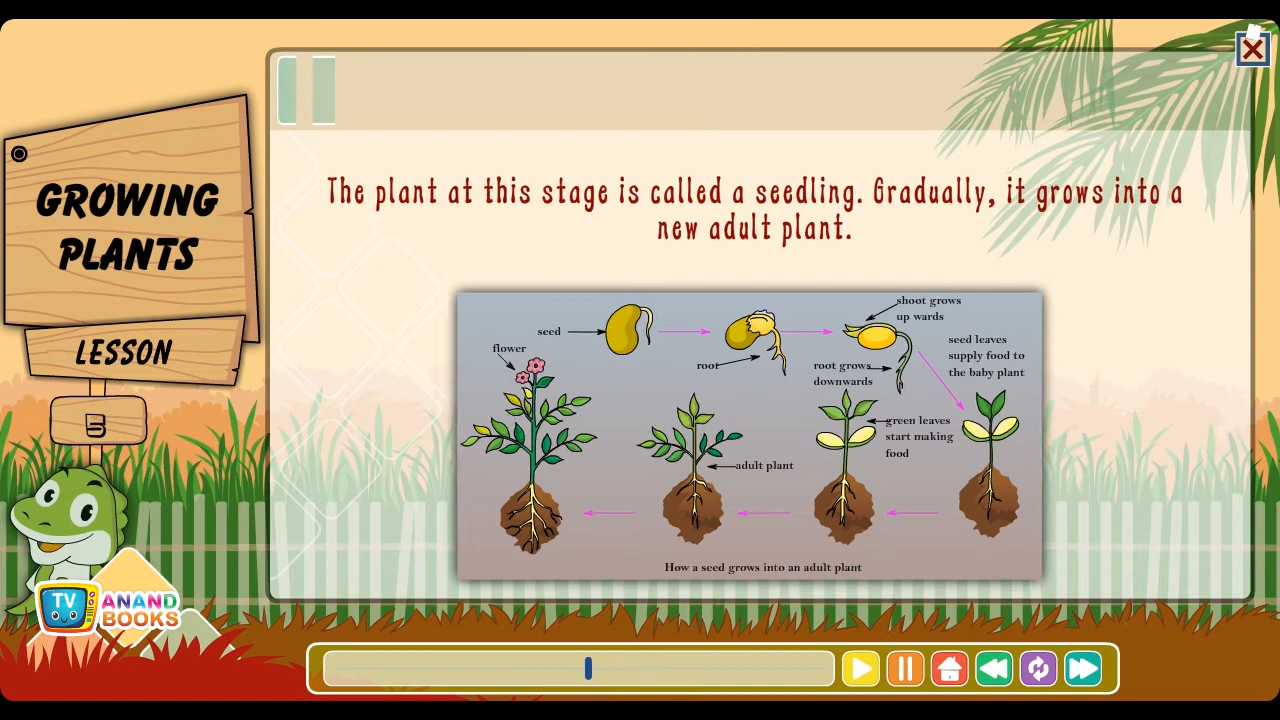 GROWING
PLANTS
LESSON
5
The plant at this stage is called a seedling. Gradually, it grows into a
new adult plant.
seed
root
shoot grows
up wards
root grows
downwards
seed leaves
supply food to
the baby plant
green leaves
start making
food
adult plant
flower
How a seed grows into an adult plant
TV
ANAND
BOOKS